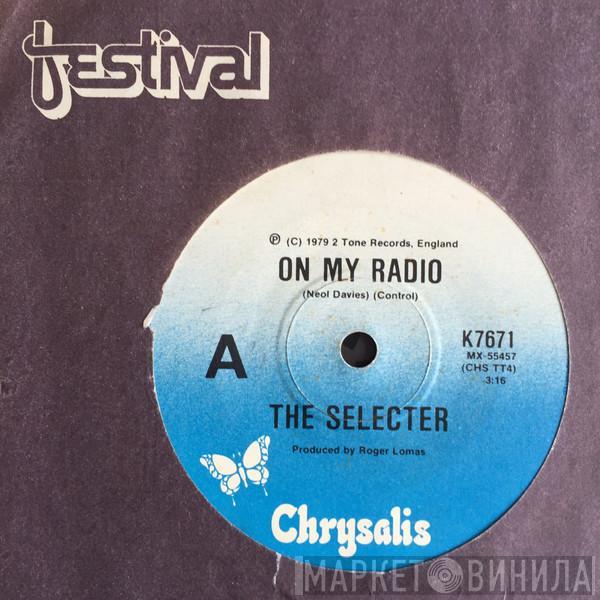 festival
℗ (C) 1979 2 Tone Records, England
ON MY RADIO
(Neol Davies) (Control)
A
K7671
MX-55457
(CHS TT4)
3:16
THE SELECTER
Produced by Roger Lomas
Chrysalis
МАРКЕТ ВИНИЛА